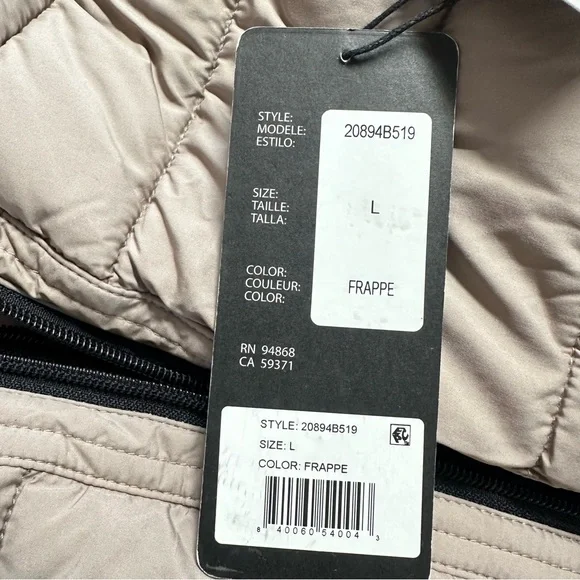 STYLE:
MODELE:
ESTILO:
20894B519
SIZE:
TAILLE:
TALLA:
L
COLOR:
COULEUR:
COLOR:
FRAPPE
RN 94868
CA 59371
STYLE: 20894B519
SIZE: L
COLOR: FRAPPE
8 40060 54004 3